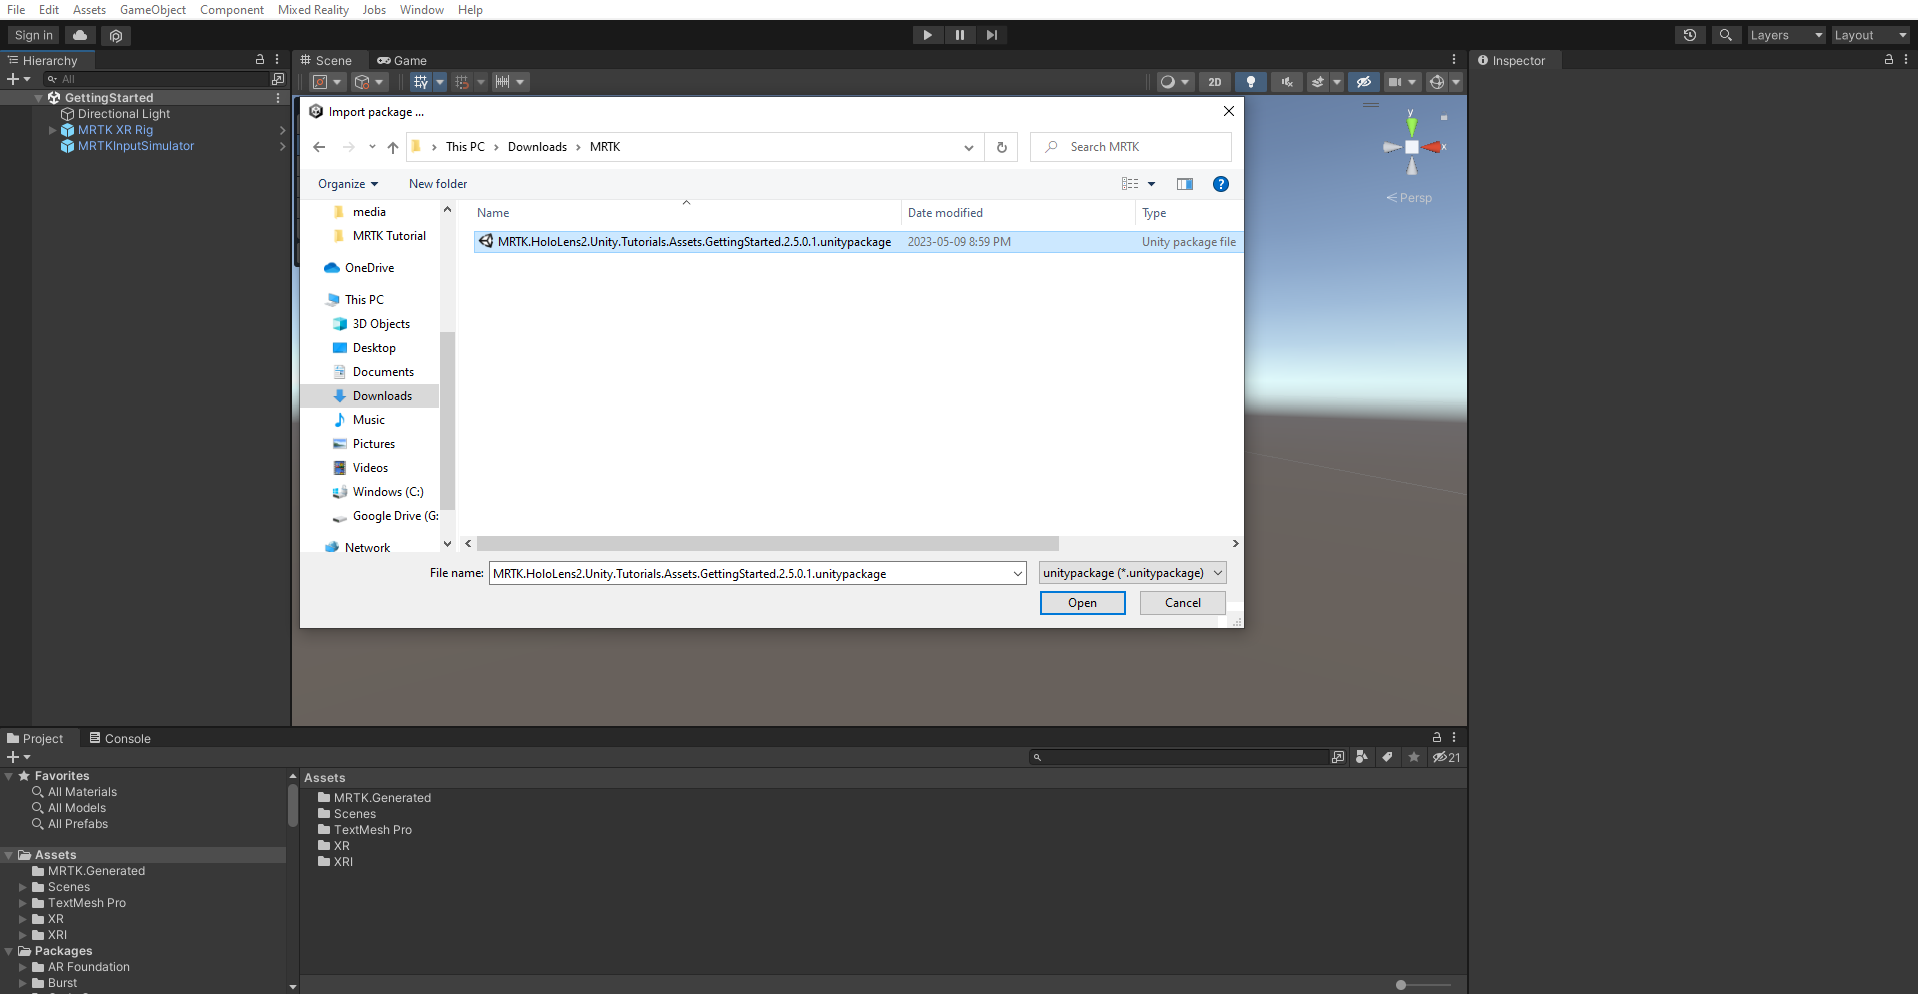 File Edit Assets GameObject Component Mixed Reality Jobs Window Help
Sign in
Layers
Layout
Hierarchy
All
GettingStarted
Directional Light
MRTK XR Rig
MRTKInputSimulator
Scene
Game
2D
Inspector
y
x
Persp
Import package ...
This PC
Downloads
MRTK
Search MRTK
Organize
New folder
media
MRTK Tutorial
OneDrive
This PC
3D Objects
Desktop
Documents
Downloads
Music
Pictures
Videos
Windows (C:)
Google Drive (G:
Network
Name
Date modified
Type
MRTK.HoloLens2.Unity.Tutorials.Assets.GettingStarted.2.5.0.1.unitypackage
2023-05-09 8:59 PM
Unity package file
File name:
MRTK.HoloLens2.Unity.Tutorials.Assets.GettingStarted.2.5.0.1.unitypackage
unitypackage (*.unitypackage)
Open
Cancel
Project
Console
21
Favorites
All Materials
All Models
All Prefabs
Assets
MRTK.Generated
Scenes
TextMesh Pro
XR
XRI
Packages
AR Foundation
Burst
Assets
MRTK.Generated
Scenes
TextMesh Pro
XR
XRI